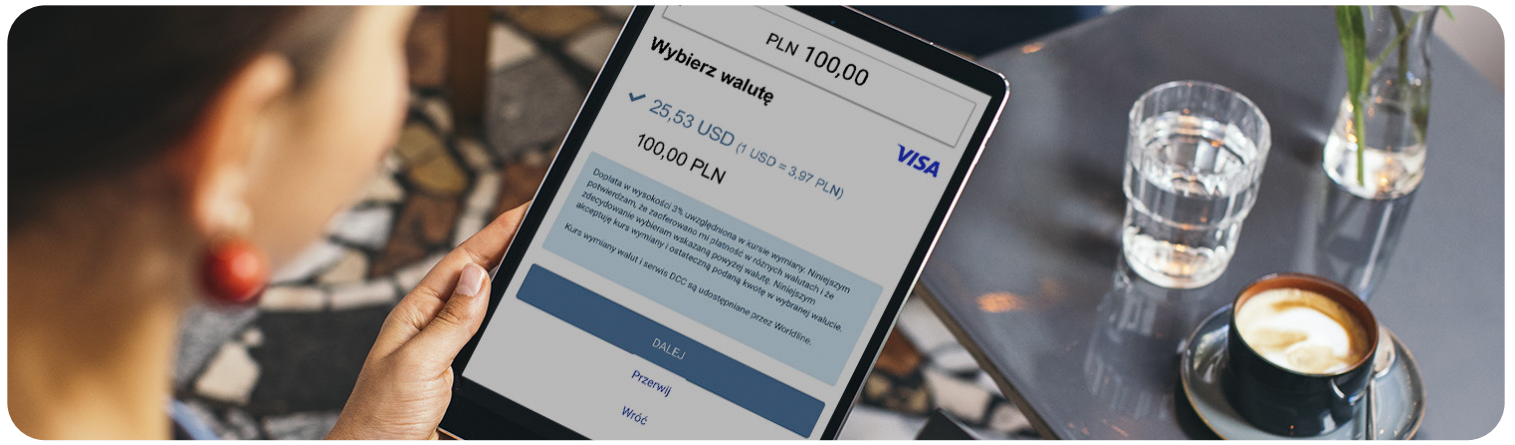 PLN 100,00
Wybierz walutę
25,53 USD (1 USD = 3,97 PLN)
VISA
100,00 PLN
Dopłata w wysokości 3% uwzględniona w kursie wymiany. Niniejszym
potwierdzam, że zaoferowano mi płatność w różnych walutach i że
zdecydowanie wybieram wskazaną powyżej walutę. Niniejszym
akceptuję kurs wymiany i ostateczną podaną kwotę w wybranej walucie.
Kurs wymiany walut i serwis DCC są udostępniane przez Worldline.
DALEJ
Przerwij
Wróć